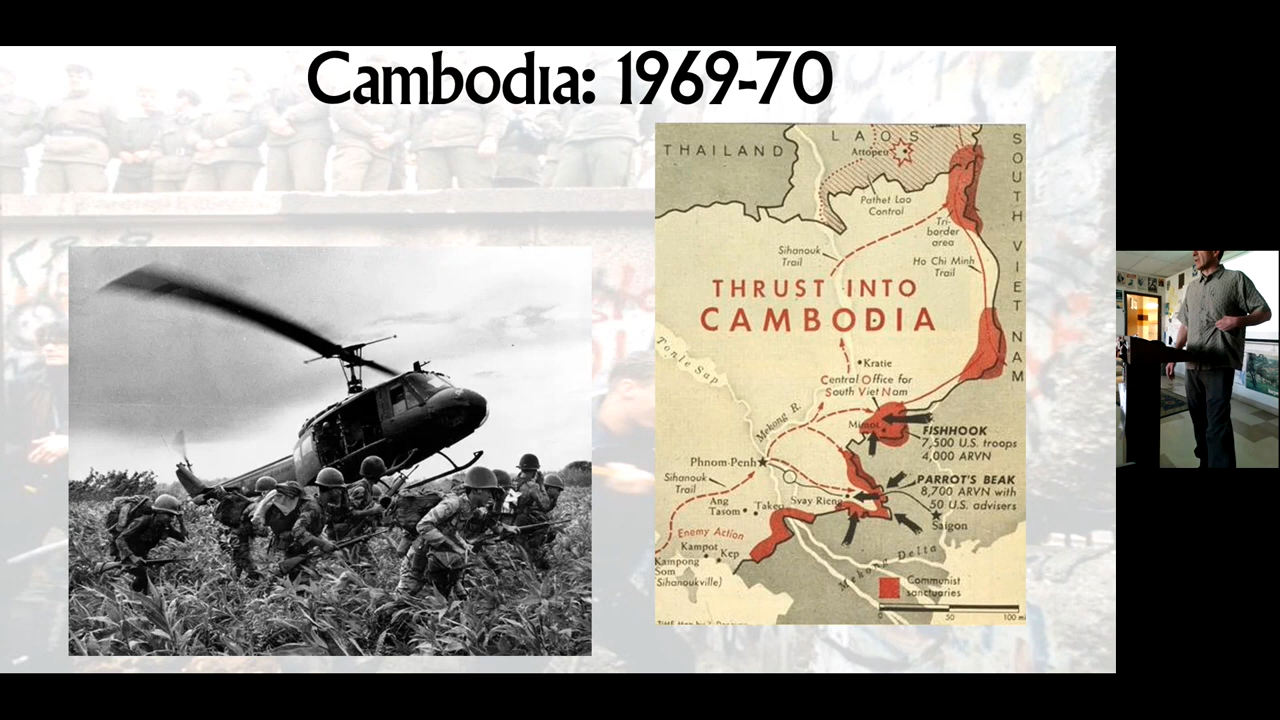 Cambodia: 1969-70
THAILAND
LAOS
Attopeu
SOUTH VIET NAM
Pathet Lao
Control
Tri-
border
area
Sihanouk
Trail
Ho Chi Minh
Trail
THRUST INTO
CAMBODIA
Tonle Sap
Kratie
Central Office for
South Viet Nam
Mekong R.
Mimot
FISHHOOK
7,500 U.S. troops
4,000 ARVN
Phnom-Penh
PARROT'S BEAK
8,700 ARVN with
50 U.S. advisers
Sihanouk
Trail
Svay Rieng
Ang
Tasom
Takeo
Saigon
Enemy Action
Kampot
Kep
Kampong
Som
(Sihanoukville)
Mekong Delta
Communist
sanctuaries
0 50 100 mi